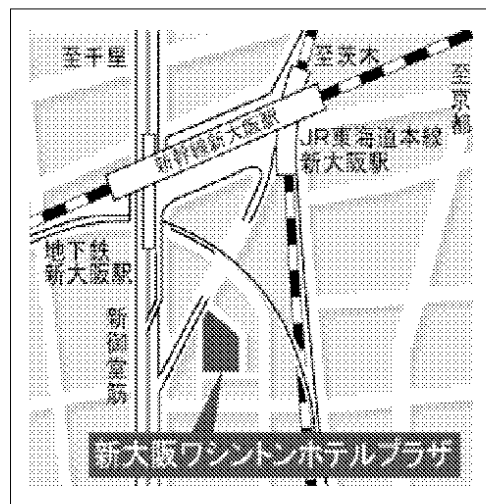 至千里
至茨木
至京都
新幹線新大阪駅
JR東海道本線
新大阪駅
地下鉄
新大阪駅
新御堂筋
新大阪ワシントンホテルプラザ